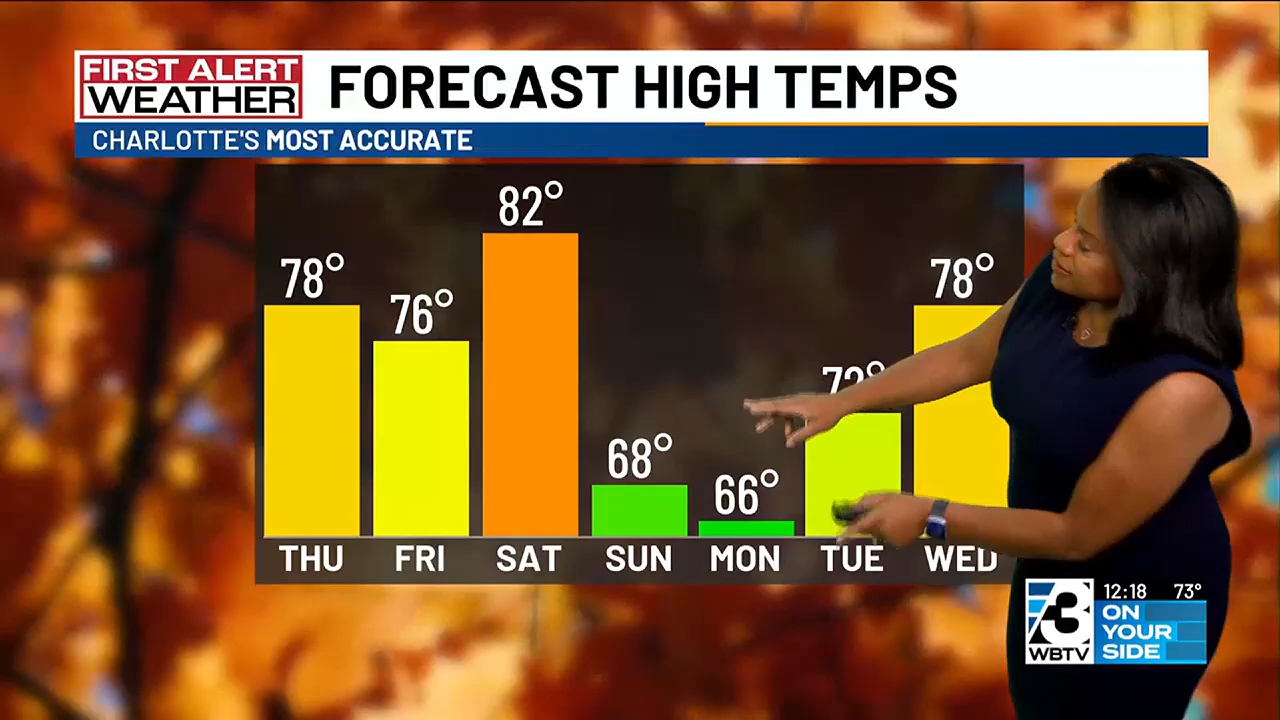 FIRST ALERT
WEATHER
FORECAST HIGH TEMPS
CHARLOTTE'S MOST ACCURATE
78° 76° 82° 68° 66° 72° 78°
THU FRI SAT SUN MON TUE WED
3
WBTV
12:18 73°
ON
YOUR
SIDE